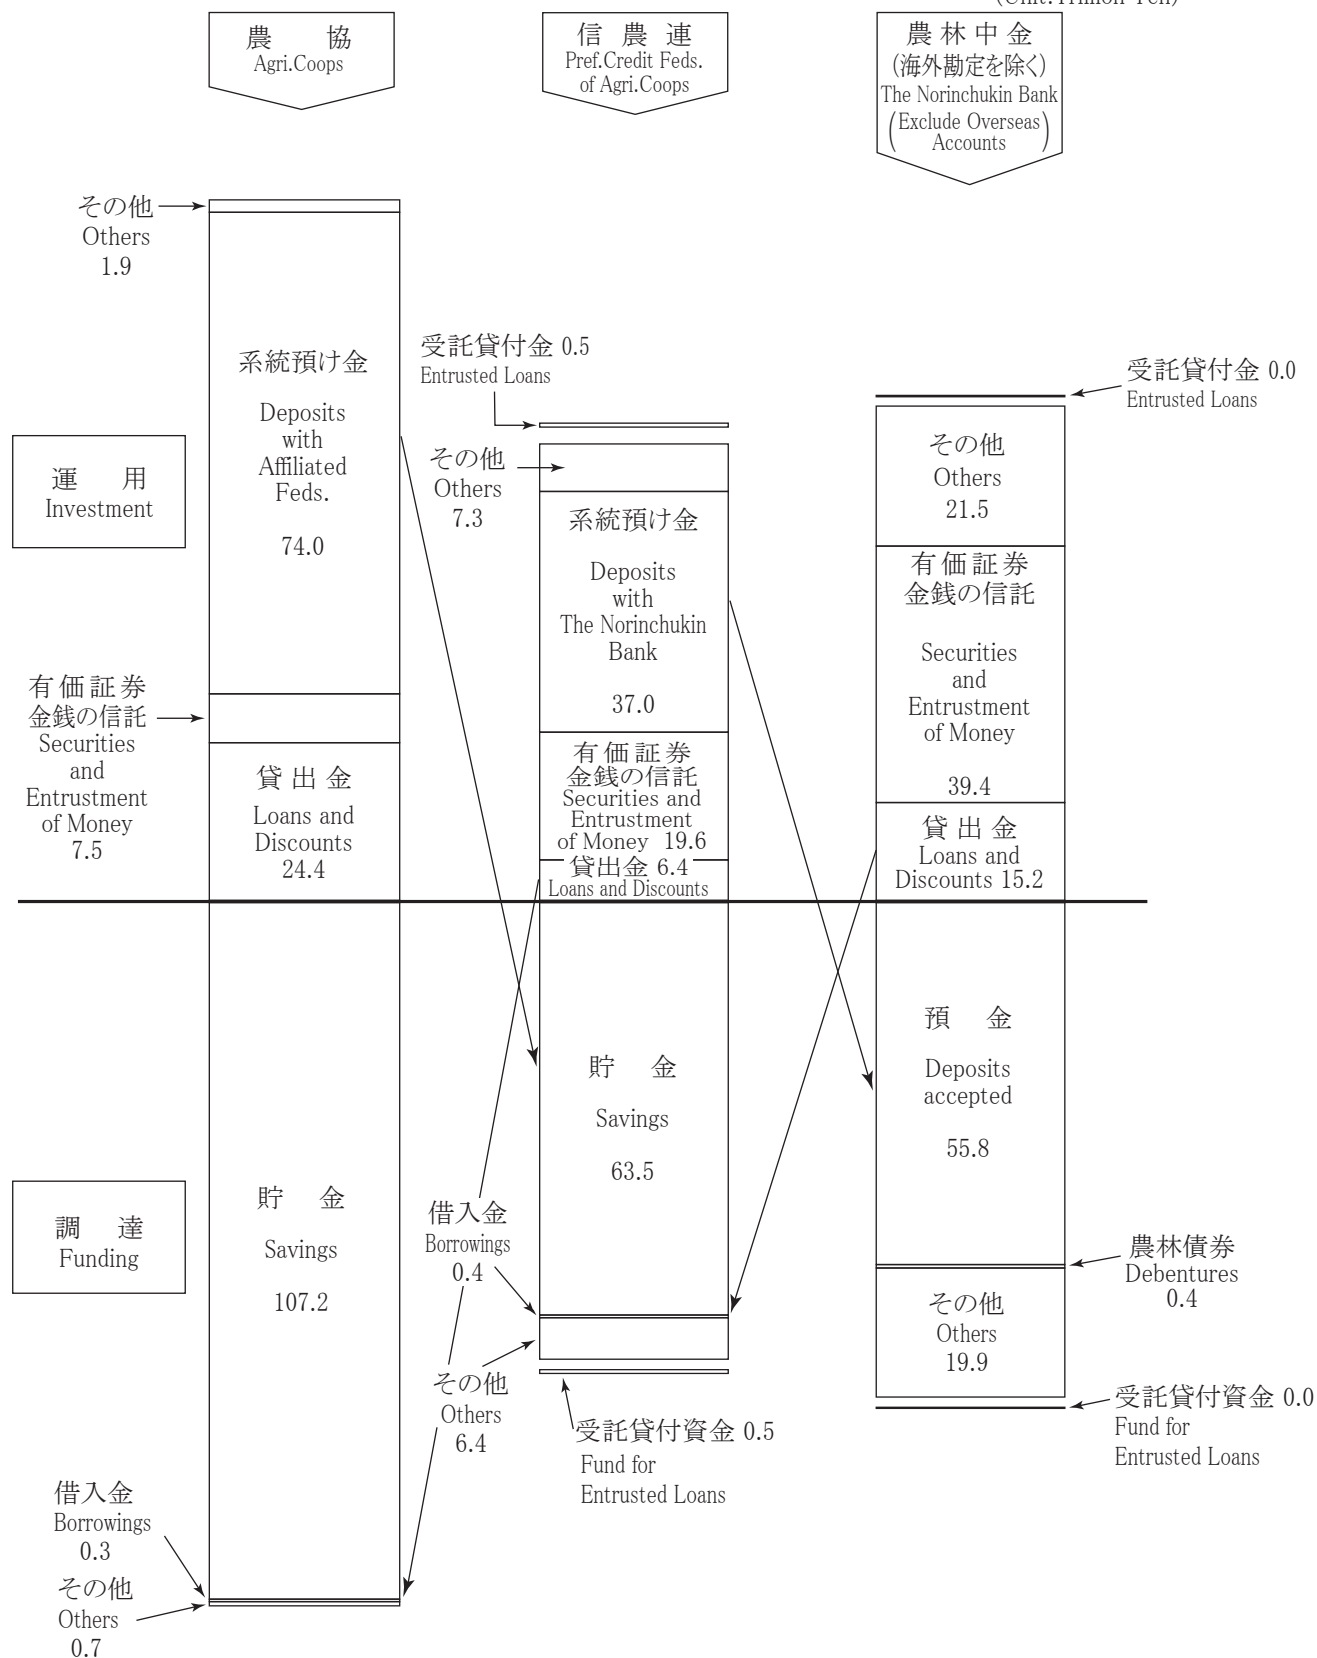 (Unit:Trillion Yen)
農 協
Agri.Coops
信 農 連
Pref.Credit Feds.
of Agri.Coops
農林中金
(海外勘定を除く)
The Norinchukin Bank
(Exclude Overseas
Accounts)
その他
Others
1.9
系統預け金
Deposits
with
Affiliated
Feds.
74.0
有価証券
金銭の信託
Securities
and
Entrustment
of Money
7.5
貸出金
Loans and
Discounts
24.4
運 用
Investment
受託貸付金 0.5
Entrusted Loans
その他
Others
7.3
系統預け金
Deposits
with
The Norinchukin
Bank
37.0
有価証券
金銭の信託
Securities and
Entrustment
of Money 19.6
貸出金 6.4
Loans and Discounts
受託貸付金 0.0
Entrusted Loans
その他
Others
21.5
有価証券
金銭の信託
Securities
and
Entrustment
of Money
39.4
貸出金
Loans and
Discounts 15.2
調 達
Funding
貯 金
Savings
107.2
借入金
Borrowings
0.3
その他
Others
0.7
貯 金
Savings
63.5
借入金
Borrowings
0.4
その他
Others
6.4
受託貸付資金 0.5
Fund for
Entrusted Loans
預 金
Deposits
accepted
55.8
農林債券
Debentures
0.4
その他
Others
19.9
受託貸付資金 0.0
Fund for
Entrusted Loans